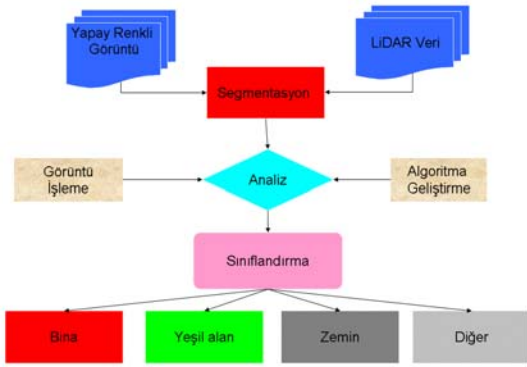 Yapay Renkli
Görüntü
LiDAR Veri
Segmentasyon
Görüntü
İşleme
Analiz
Algoritma
Geliştirme
Sınıflandırma
Bina
Yeşil alan
Zemin
Diğer